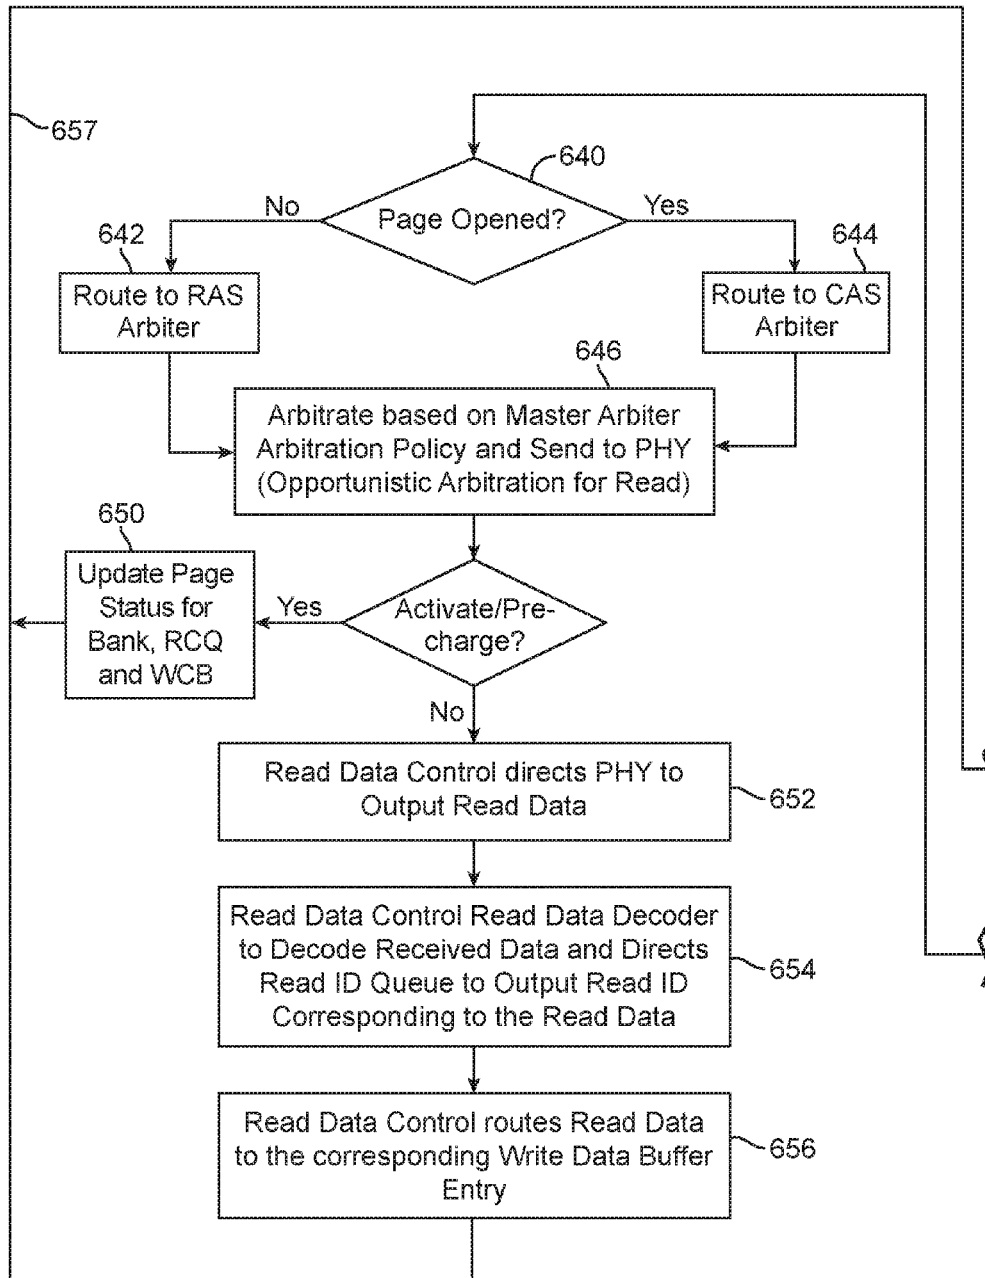 657
640
No
Page Opened?
Yes
642
644
Route to RAS
Arbiter
Route to CAS
Arbiter
646
Arbitrate based on Master Arbiter
Arbitration Policy and Send to PHY
(Opportunistic Arbitration for Read)
650
Update Page
Status for
Bank, RCQ
and WCB
Yes
Activate/Pre-
charge?
No
Read Data Control directs PHY to
Output Read Data
652
Read Data Control Read Data Decoder
to Decode Received Data and Directs
Read ID Queue to Output Read ID
Corresponding to the Read Data
654
Read Data Control routes Read Data
to the corresponding Write Data Buffer
Entry
656